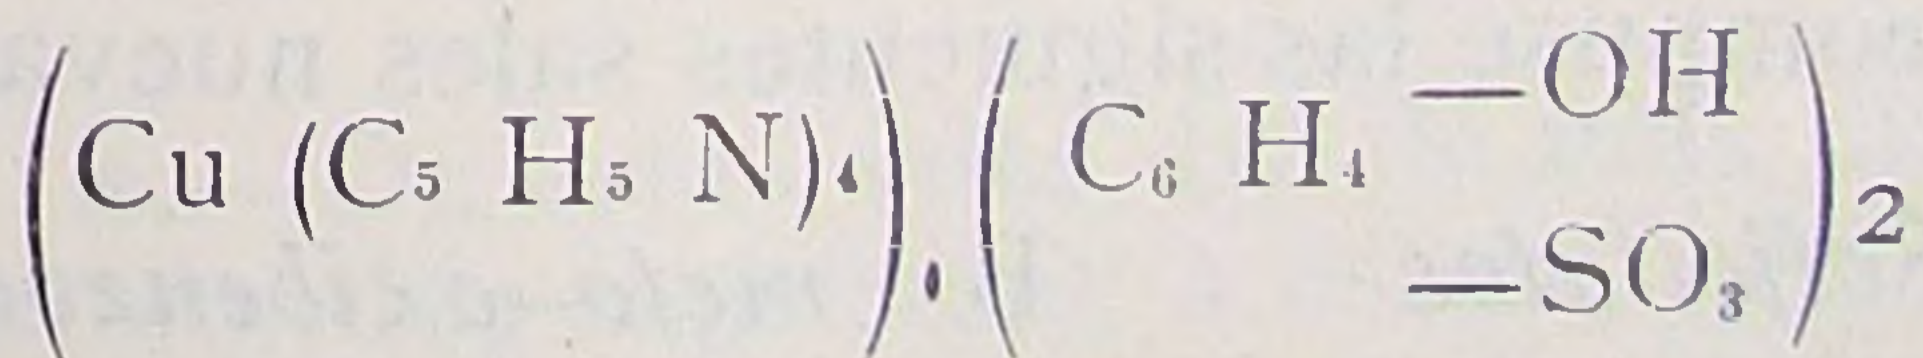 (Cu (C5 H5 N)4).(C6 H4 —OH —SO3)2